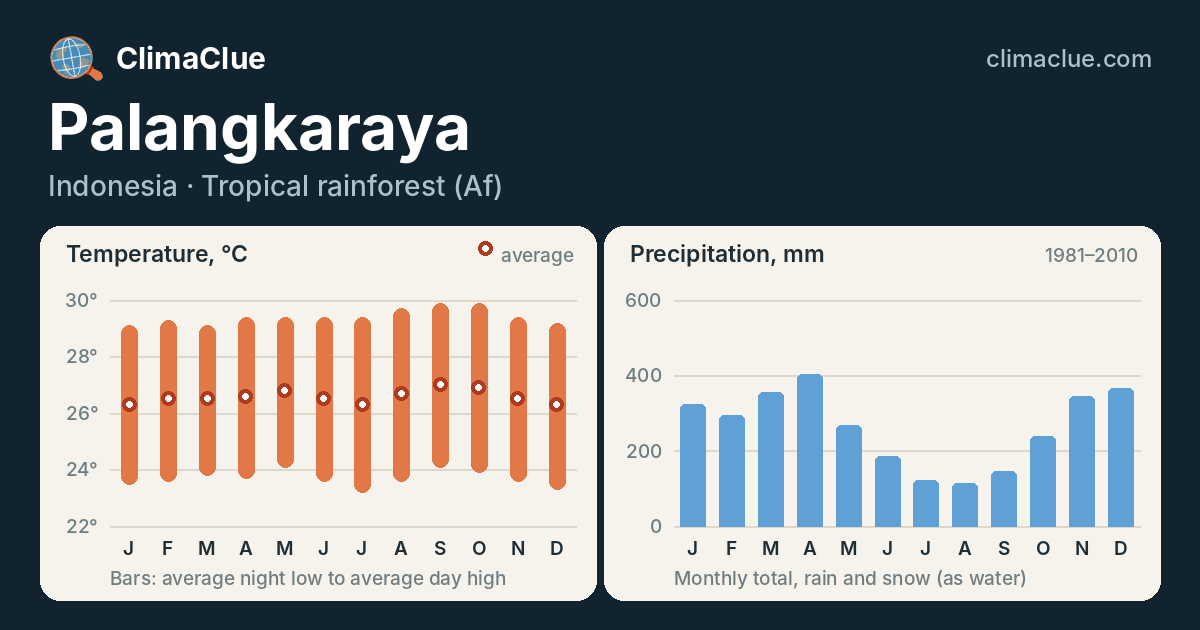 ClimaClue
climaclue.com
Palangkaraya
Indonesia · Tropical rainforest (Af)
Temperature, °C
average
30°
28°
26°
24°
22°
J F M A M J J A S O N D
Bars: average night low to average day high
Precipitation, mm
1981–2010
600
400
200
0
J F M A M J J A S O N D
Monthly total, rain and snow (as water)